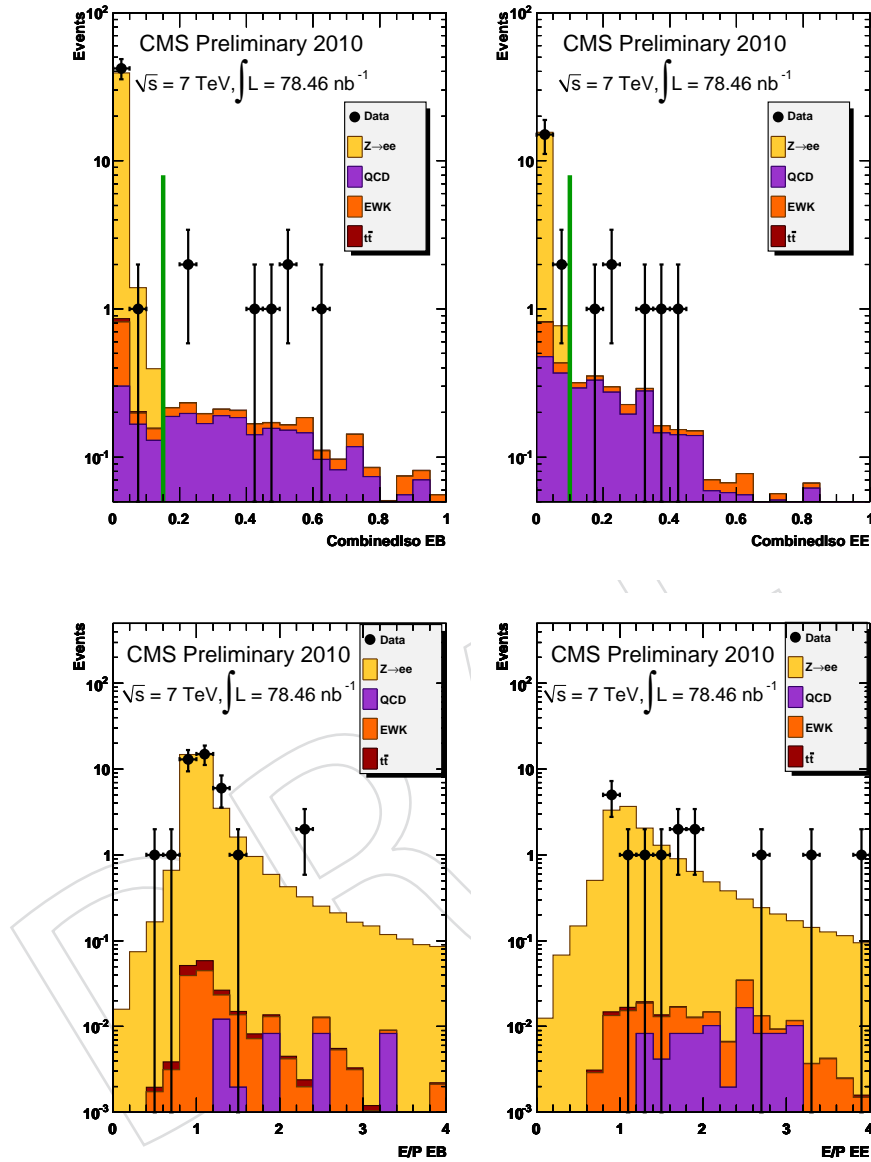 Events
10²
10
1
10⁻¹
CMS Preliminary 2010
√s = 7 TeV, ∫ L = 78.46 nb⁻¹
Data
Z→ee
QCD
EWK
tt̄
0 0.2 0.4 0.6 0.8 1
CombinedIso EB
Events
10²
10
1
10⁻¹
CMS Preliminary 2010
√s = 7 TeV, ∫ L = 78.46 nb⁻¹
Data
Z→ee
QCD
EWK
tt̄
0 0.2 0.4 0.6 0.8 1
CombinedIso EE
Events
10²
10
1
10⁻¹
10⁻²
10⁻³
CMS Preliminary 2010
√s = 7 TeV, ∫ L = 78.46 nb⁻¹
Data
Z→ee
QCD
EWK
tt̄
0 1 2 3 4
E/P EB
Events
10²
10
1
10⁻¹
10⁻²
10⁻³
CMS Preliminary 2010
√s = 7 TeV, ∫ L = 78.46 nb⁻¹
Data
Z→ee
QCD
EWK
tt̄
0 1 2 3 4
E/P EE